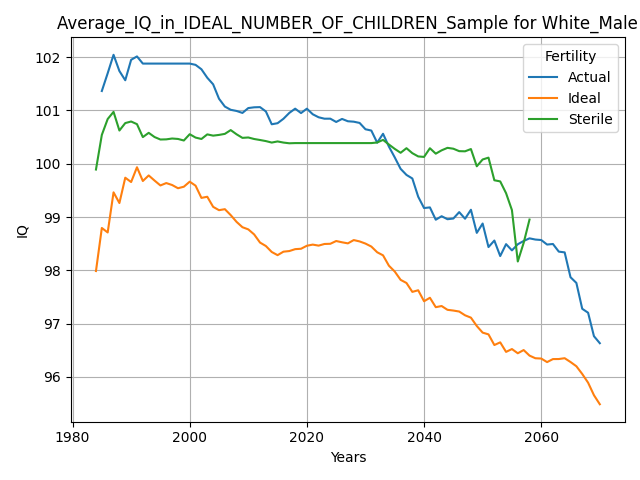 Average_IQ_in_IDEAL_NUMBER_OF_CHILDREN_Sample for White_Male
Fertility
Actual
Ideal
Sterile
102
101
100
99
98
97
96
IQ
1980 2000 2020 2040 2060
Years